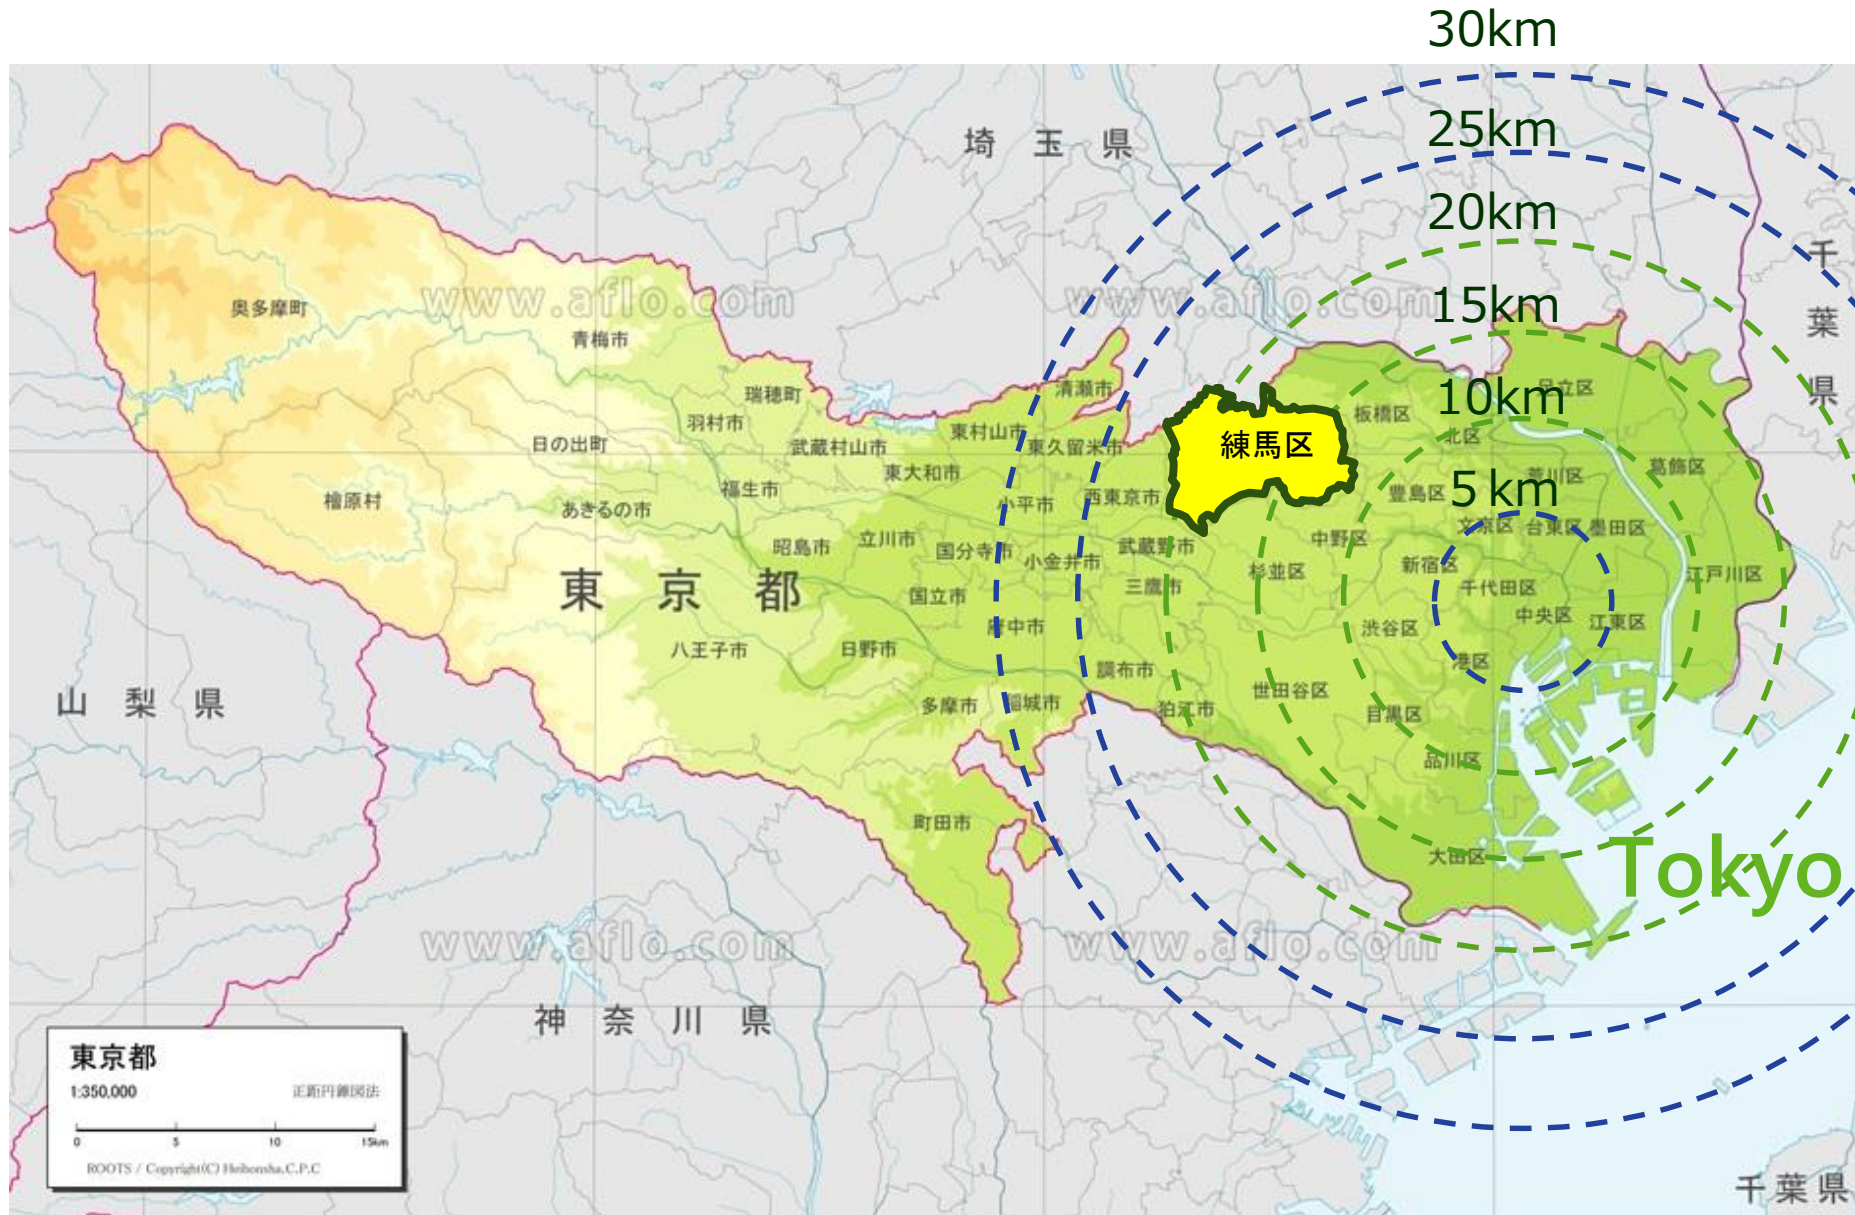 30km
25km
20km
15km
10km
5km
埼玉県
千葉県
奥多摩町
青梅市
瑞穂町
羽村市
日の出町
武蔵村山市
東村山市
清瀬市
東久留米市
東大和市
福生市
檜原村
あきるの市
小平市
西東京市
練馬区
板橋区
足立区
北区
荒川区
葛飾区
豊島区
文京区
台東区
墨田区
昭島市
立川市
国分寺市
小金井市
武蔵野市
中野区
新宿区
杉並区
三鷹市
千代田区
江戸川区
東京都
国立市
府中市
中央区
江東区
渋谷区
八王子市
日野市
調布市
港区
世田谷区
多摩市
稲城市
狛江市
目黒区
品川区
山梨県
町田市
大田区
Tokyo
神奈川県
千葉県
www.aflo.com
www.aflo.com
www.aflo.com
www.aflo.com
東京都
1:350,000 正距円錐図法
0 5 10 15km
ROOTS / Copyright(C) Heibonsha.C.P.C